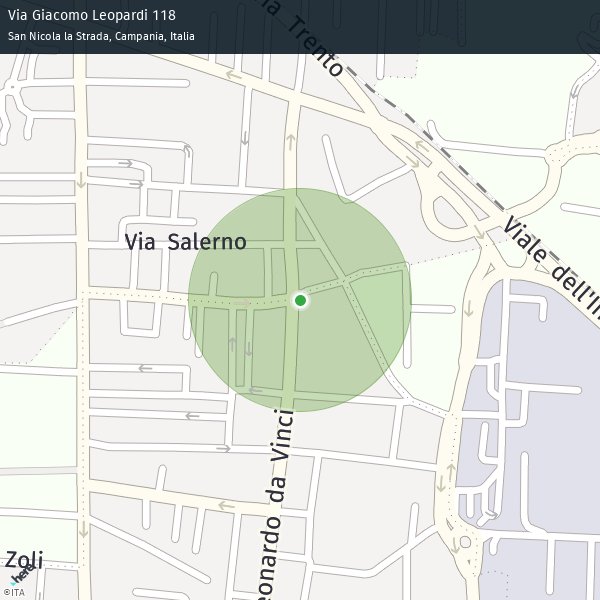 Via Giacomo Leopardi 118
San Nicola la Strada, Campania, Italia
Trento
Via Salerno
Viale dell'I
eonardo da Vinci
Zoli
here
©ITA